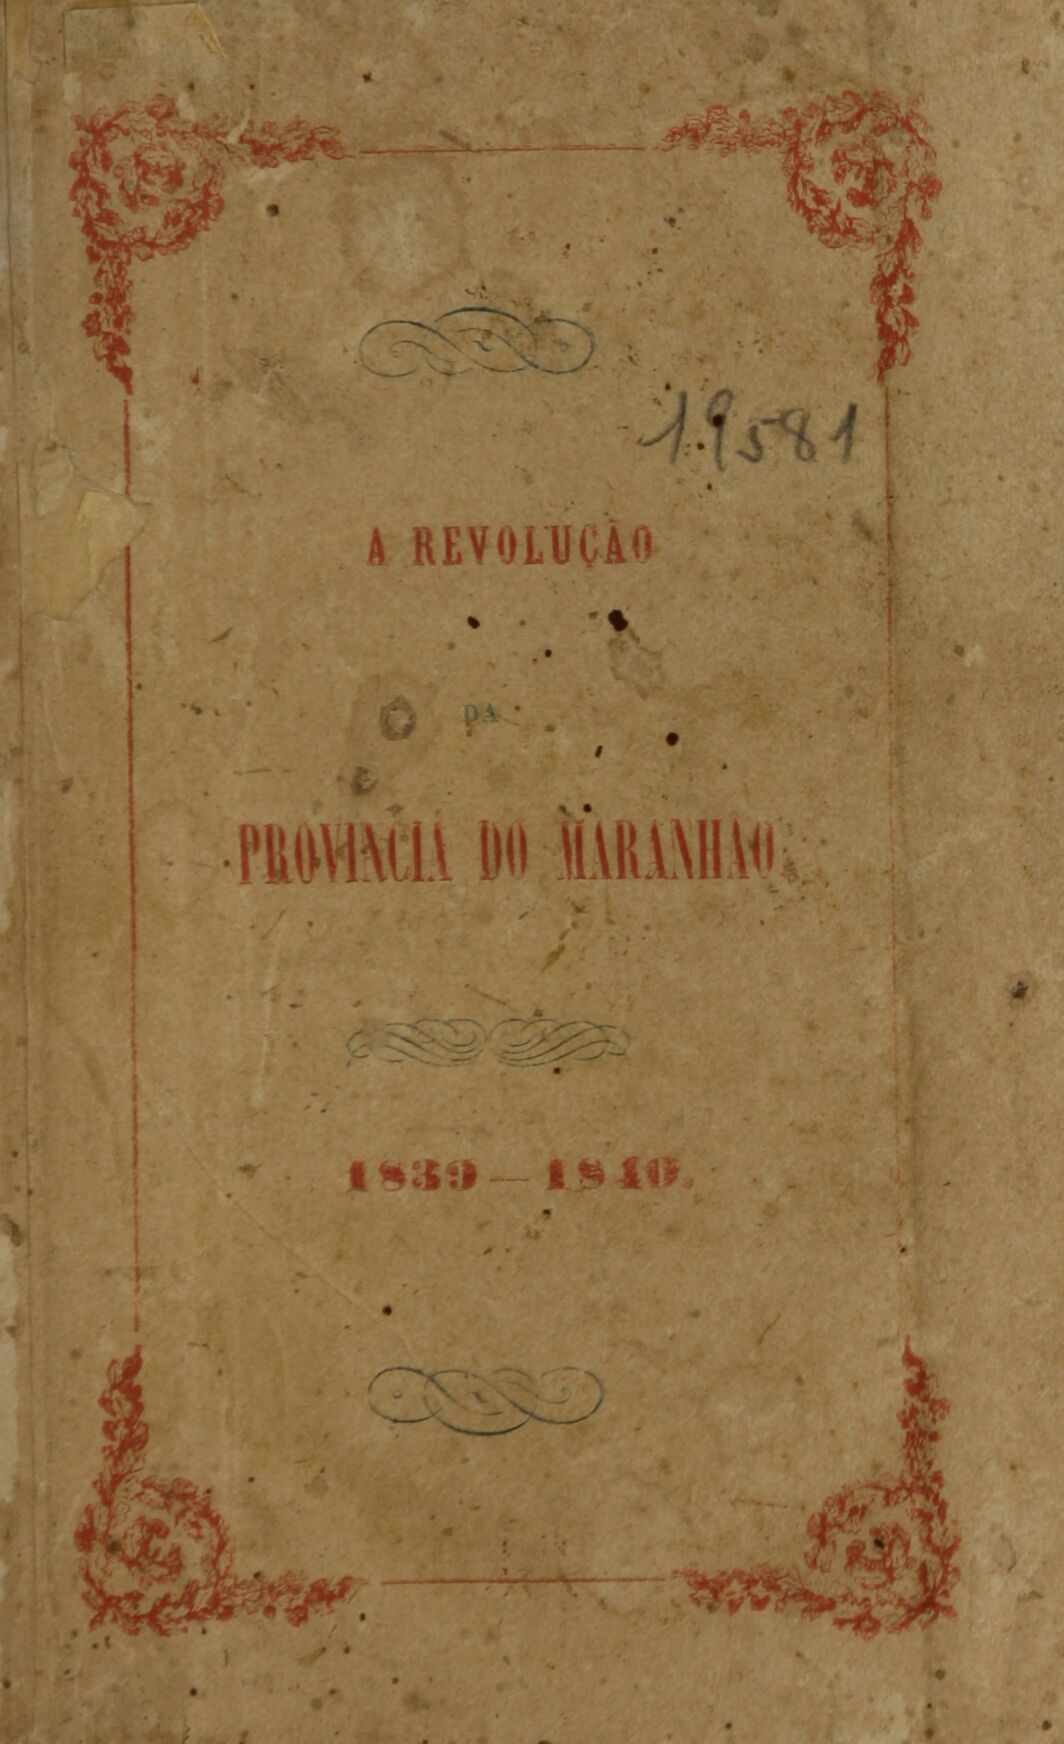 19581
A REVOLUÇÃO
DA
PROVINCIA DO MARANHÃO.
1839—1840.